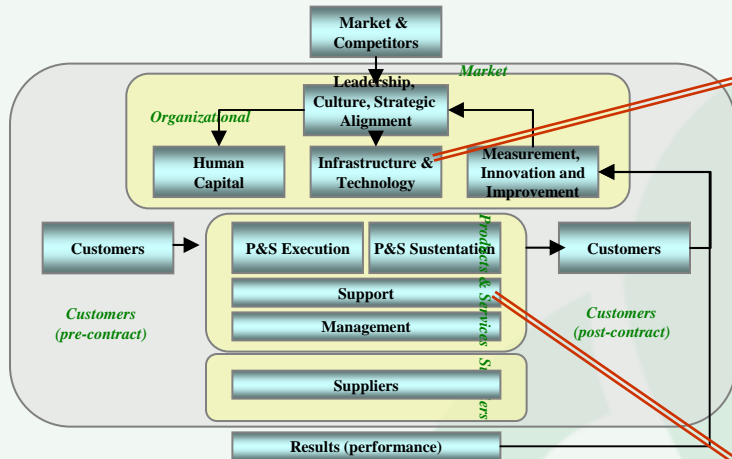 Market &
Competitors
Market
Leadership,
Culture, Strategic
Alignment
Organizational
Human
Capital
Infrastructure &
Technology
Measurement,
Innovation and
Improvement
Customers
P&S Execution
P&S Sustentation
Customers
Products & Services
Support
Management
Customers
(pre-contract)
Customers
(post-contract)
Suppliers
Results (performance)